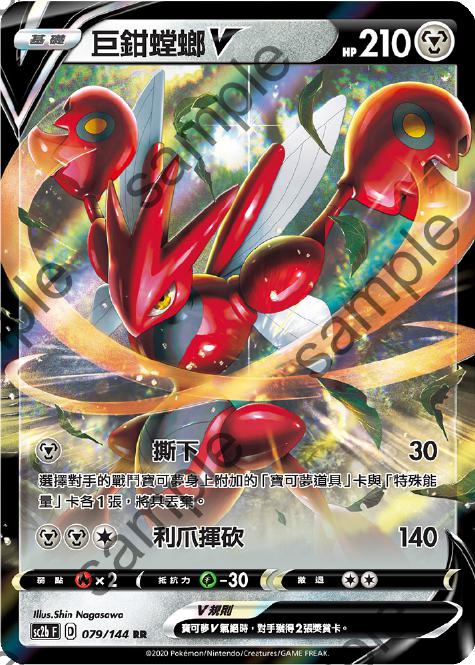 基礎 巨鉗螳螂V HP 210
撕下 30
選擇對手的戰鬥寶可夢身上附加的「寶可夢道具」卡與「特殊能
量」卡各1張，將其丟棄。
利爪揮砍 140
弱點 ×2 抵抗力 -30 撤退
Illus.Shin Nagasawa
sc2b F D 079/144 RR
V規則
寶可夢V氣絕時，對手獲得2張獎賞卡。
©2020 Pokémon/Nintendo/Creatures/GAME FREAK.
sample
sample
sample
sample
sample
sample